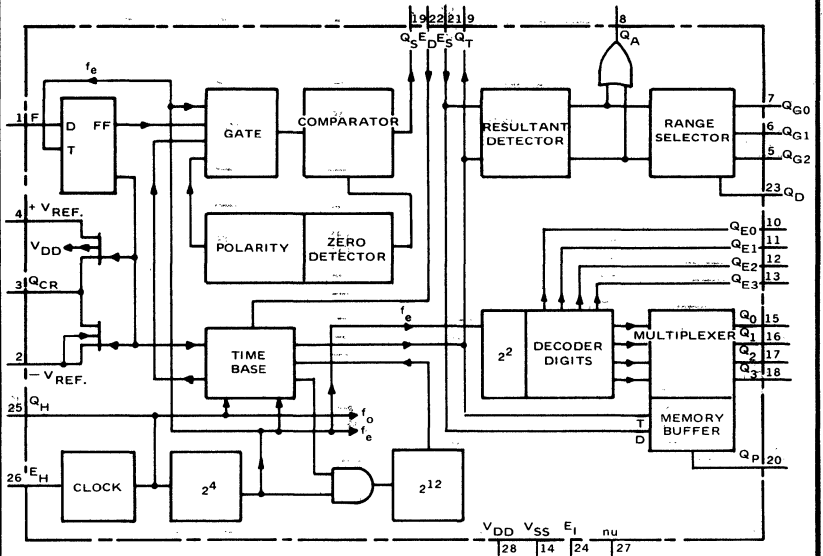 19 22 21 9
8
QS ED ES QT
QA
fe
1 F
D FF
T
GATE
COMPARATOR
RESULTANT
DETECTOR
RANGE
SELECTOR
7 QG0
6 QG1
5 QG2
23 QD
4 + VREF.
VDD
3 QCR
2
− VREF.
POLARITY
ZERO
DETECTOR
QE0 10
QE1 11
QE2 12
QE3 13
fe
TIME
BASE
2²
DECODER
DIGITS
MULTIPLEXER
Q0 15
Q1 16
Q2 17
Q3 18
MEMORY
BUFFER
T
D
QP 20
25 QH
fo
fe
26 EH
CLOCK
2⁴
2¹²
VDD VSS EI nu
28 14 24 27